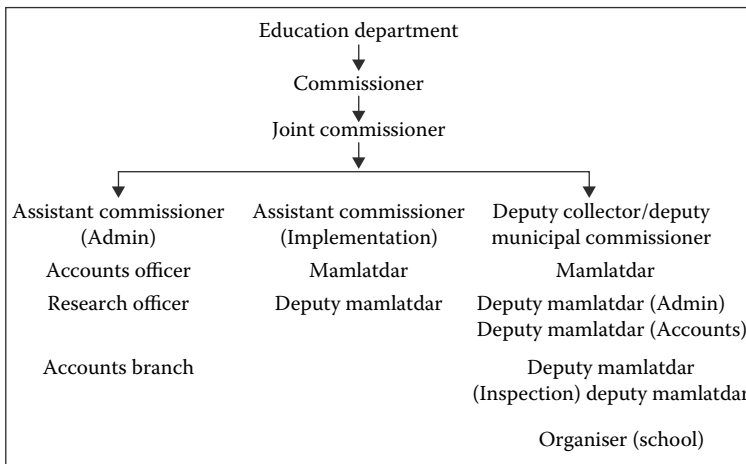 Education department
Commissioner
Joint commissioner
Assistant commissioner
(Admin)
Accounts officer
Research officer
Accounts branch
Assistant commissioner
(Implementation)
Mamlatdar
Deputy mamlatdar
Deputy collector/deputy
municipal commissioner
Mamlatdar
Deputy mamlatdar (Admin)
Deputy mamlatdar (Accounts)
Deputy mamlatdar
(Inspection) deputy mamlatdar
Organiser (school)